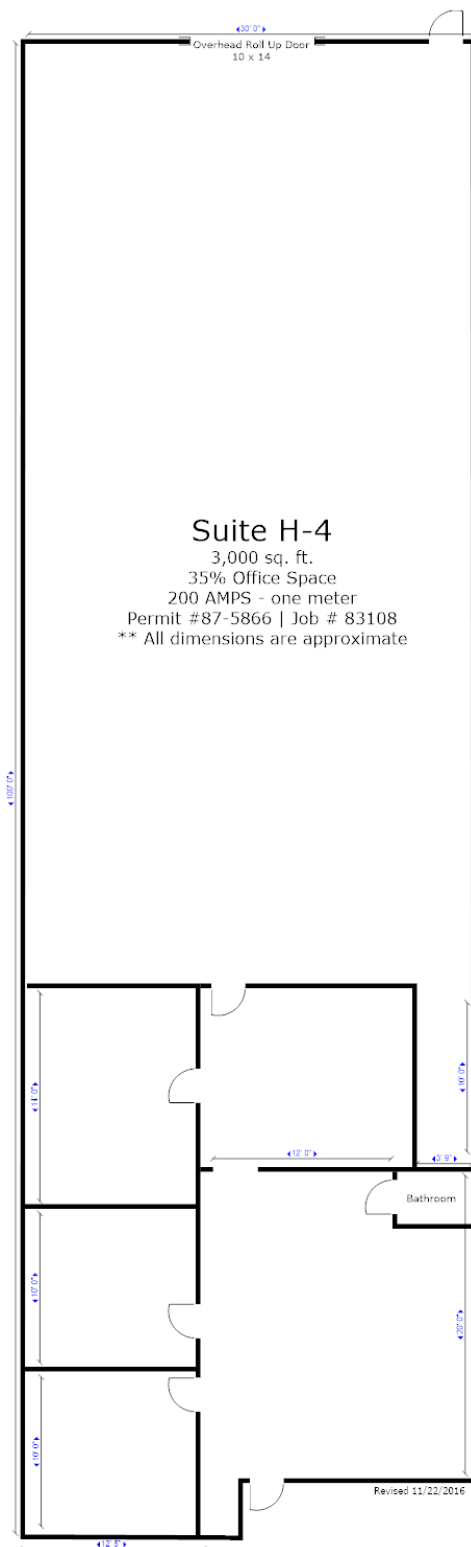 30' 0"
Overhead Roll Up Door
10 x 14
Suite H-4
3,000 sq. ft.
35% Office Space
200 AMPS - one meter
Permit #87-5866 | Job # 83108
** All dimensions are approximate
100' 0"
14' 0"
10' 0"
12' 0"
3' 9"
Bathroom
10' 0"
20' 0"
10' 0"
Revised 11/22/2016
12' 5"